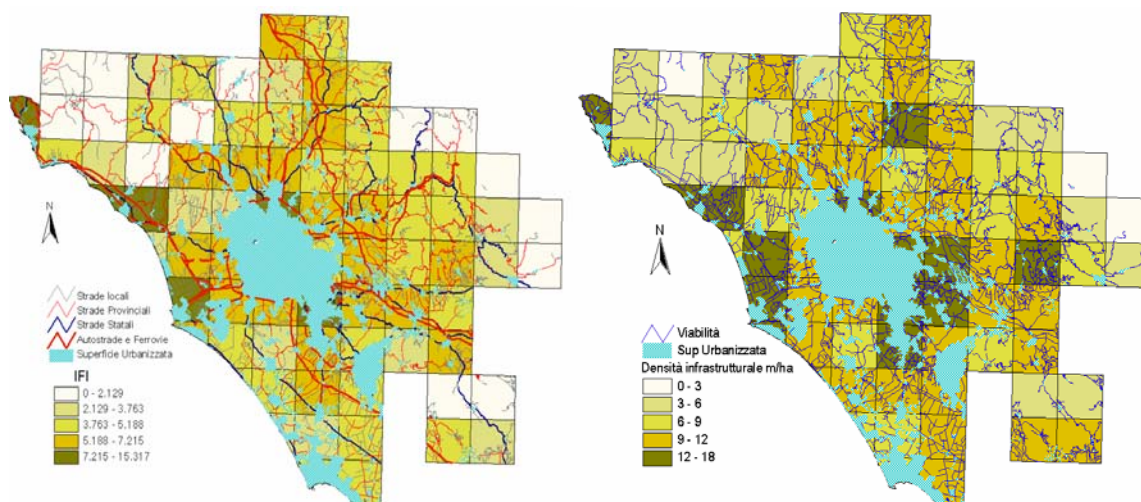 N
Strade locali
Strade Provinciali
Strade Statali
Autostrade e Ferrovie
Superficie Urbanizzata
IFI
0 - 2.129
2.129 - 3.763
3.763 - 5.188
5.188 - 7.215
7.215 - 15.317
N
Viabilità
Sup Urbanizzata
Densità infrastrutturale m/ha
0 - 3
3 - 6
6 - 9
9 - 12
12 - 18